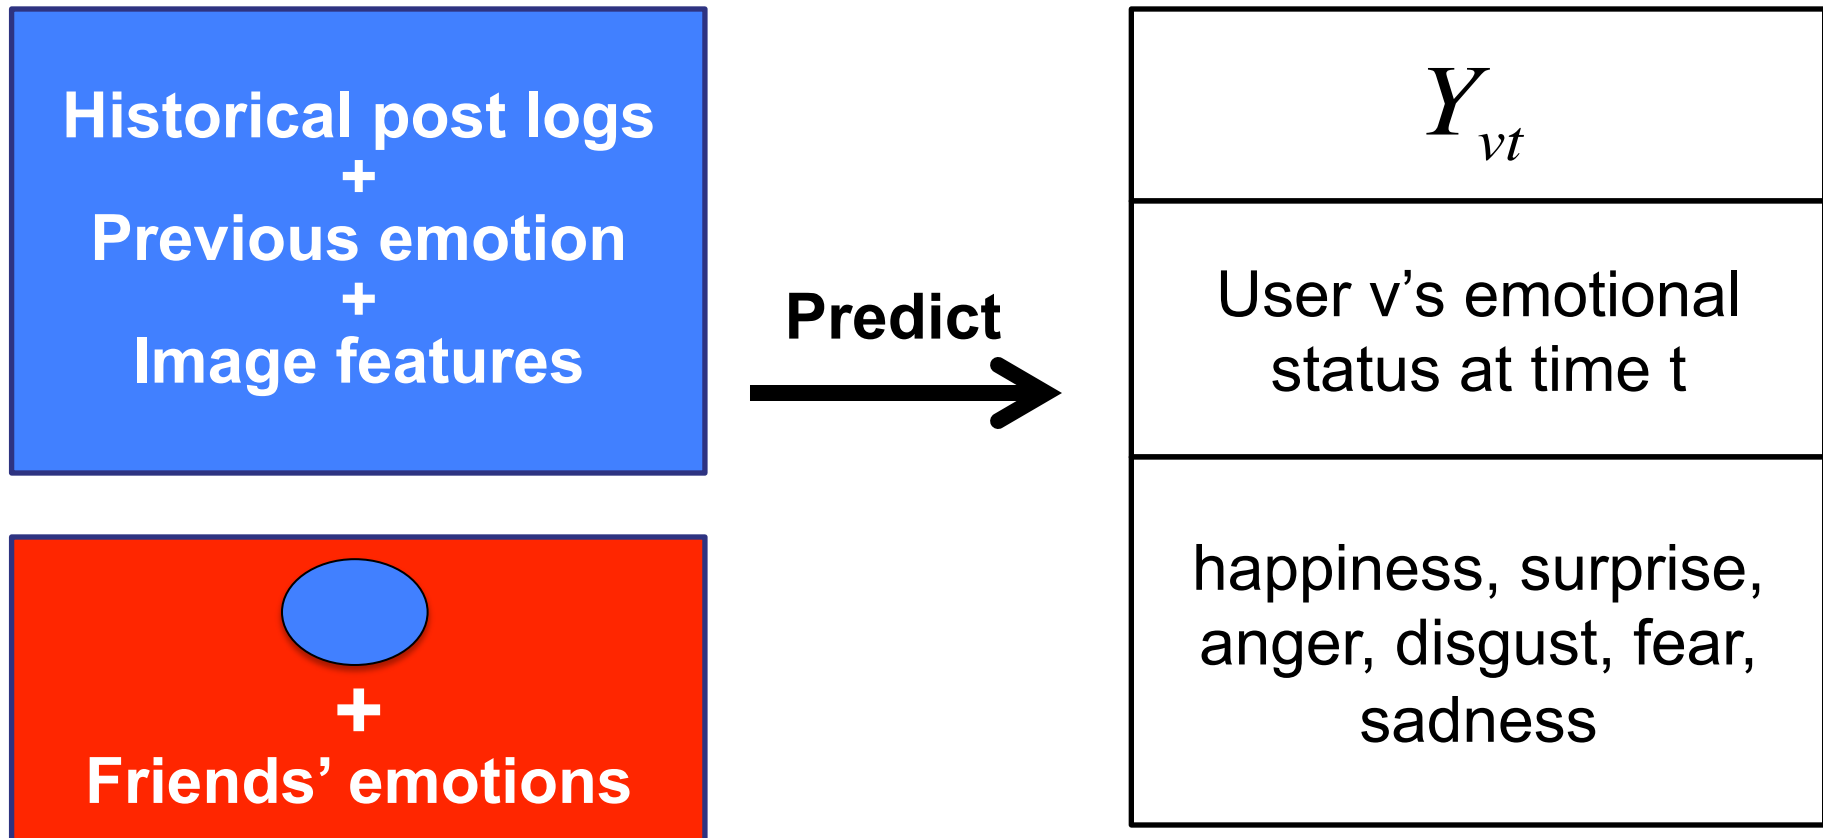 Historical post logs
+
Previous emotion
+
Image features
+
Friends’ emotions
Predict
Y_vt
User v’s emotional
status at time t
happiness, surprise,
anger, disgust, fear,
sadness